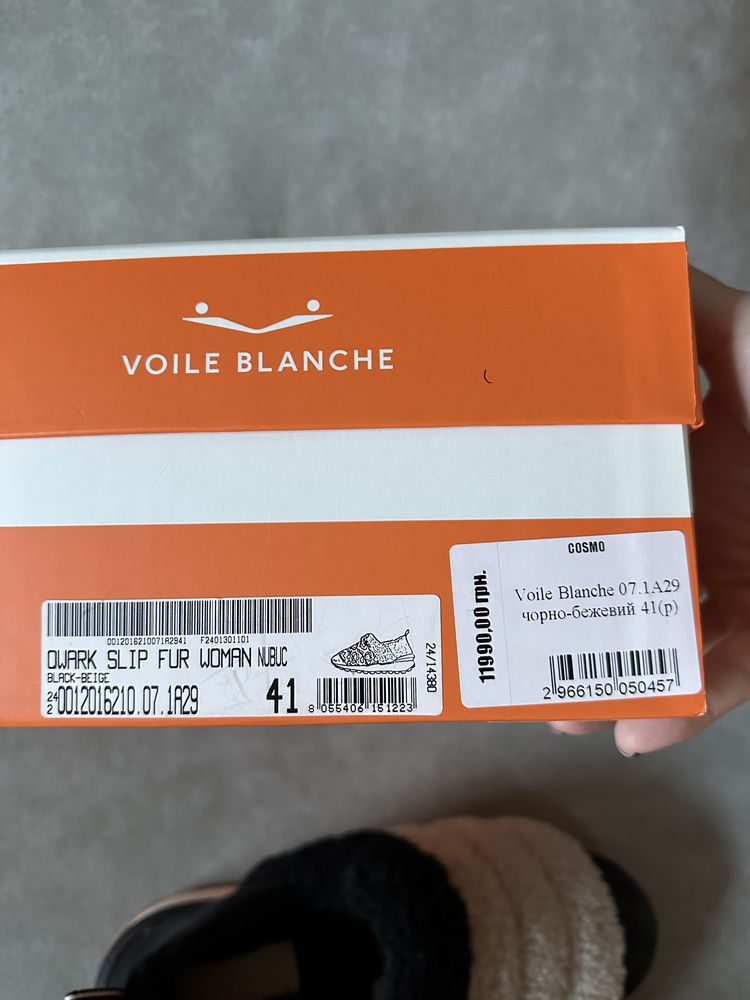 VOILE BLANCHE
COSMO
11990,00 грн.
Voile Blanche 07.1A29
чорно-бежевий 41(р)
2 966150 050457
0012016210071A2941 F2401301101
QWARK SLIP FUR WOMAN NUBUC
BLACK-BEIGE
24
2
0012016210.07.1A29
41
8 055406 151223
24/14380